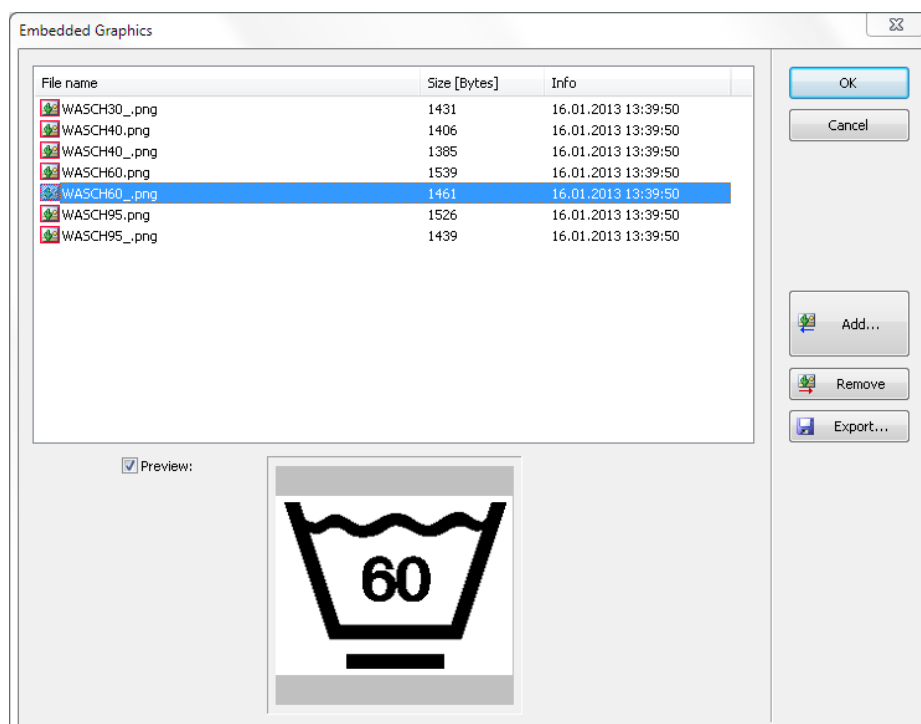 Embedded Graphics
File name Size [Bytes] Info
WASCH30_.png 1431 16.01.2013 13:39:50
WASCH40.png 1406 16.01.2013 13:39:50
WASCH40_.png 1385 16.01.2013 13:39:50
WASCH60.png 1539 16.01.2013 13:39:50
WASCH60_.png 1461 16.01.2013 13:39:50
WASCH95.png 1526 16.01.2013 13:39:50
WASCH95_.png 1439 16.01.2013 13:39:50
OK
Cancel
Add...
Remove
Export...
Preview:
60